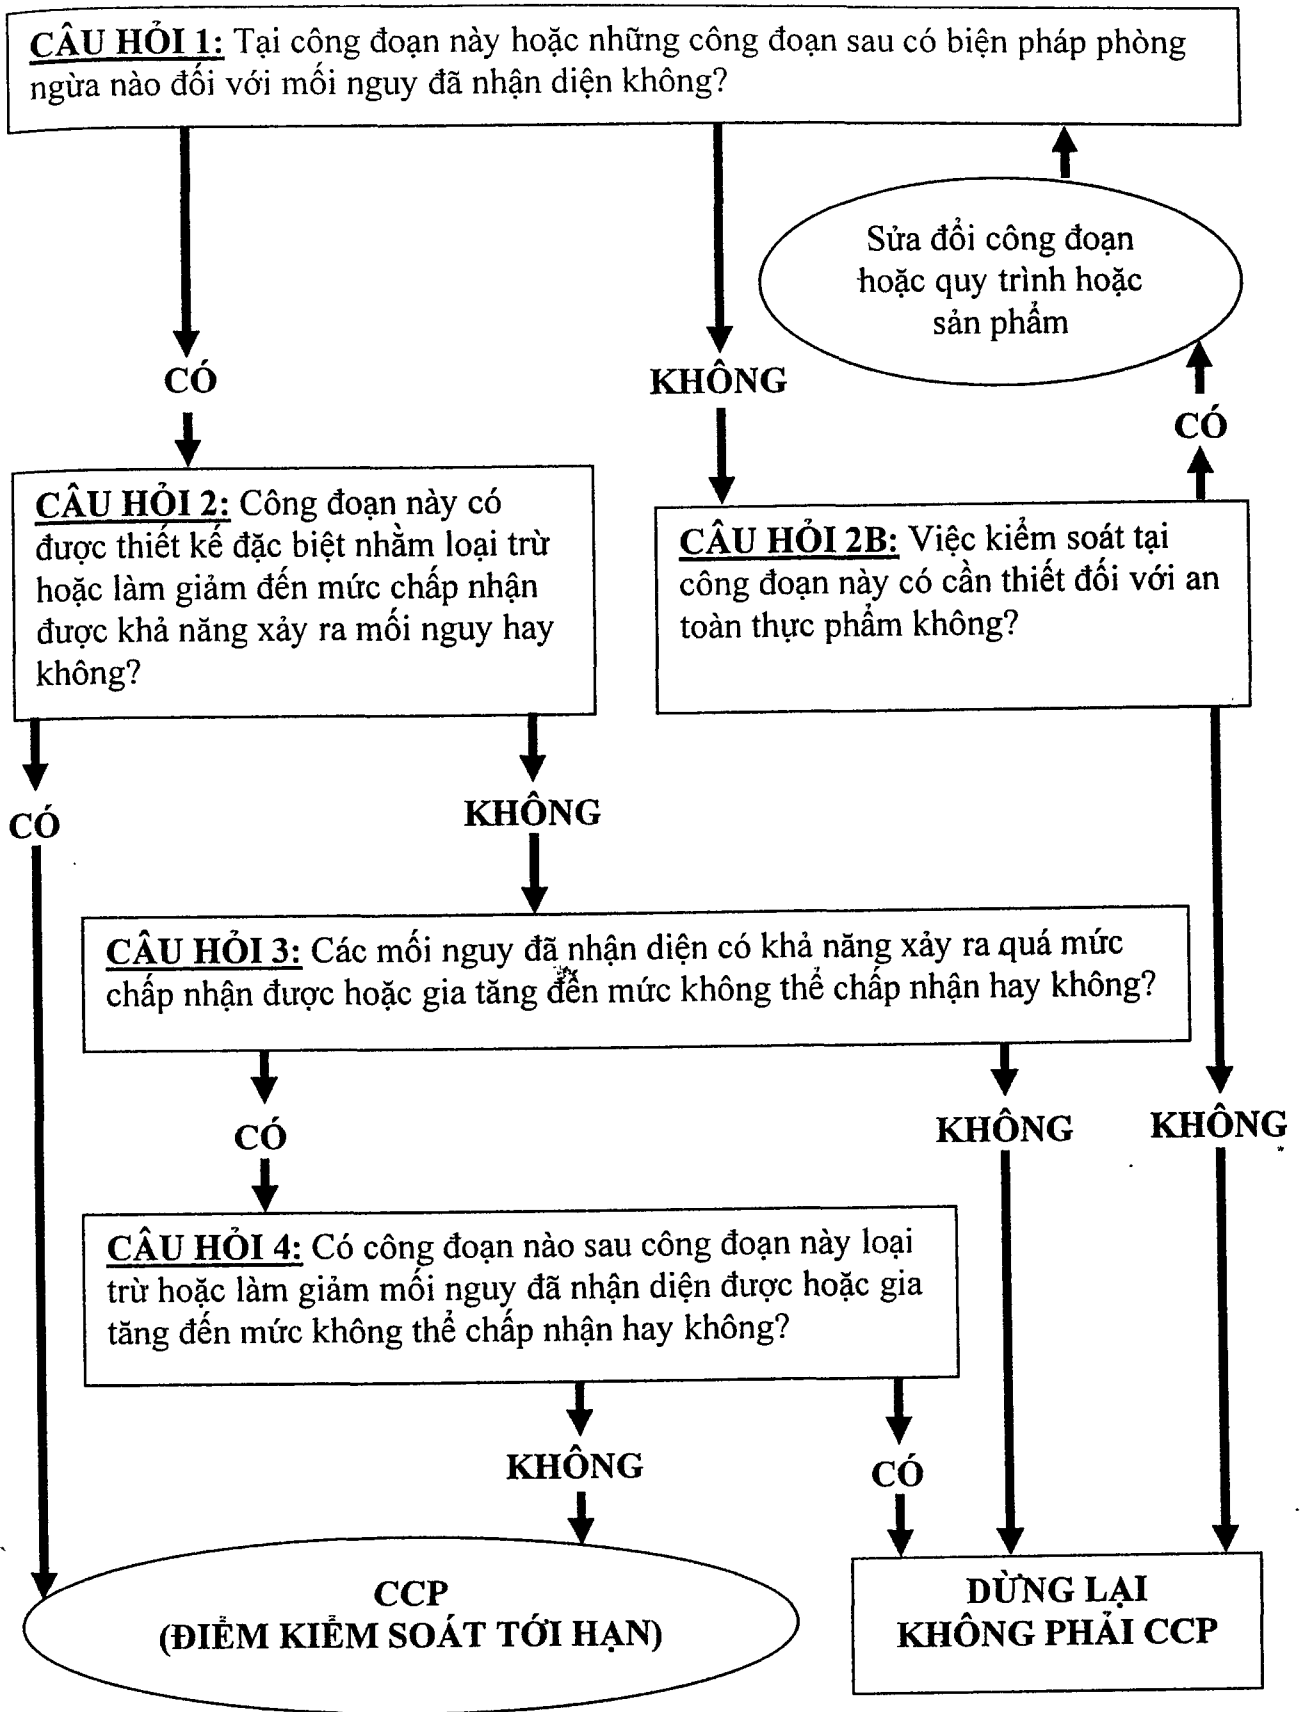 CÂU HỎI 1: Tại công đoạn này hoặc những công đoạn sau có biện pháp phòng
ngừa nào đối với mối nguy đã nhận diện không?
Sửa đổi công đoạn
hoặc quy trình hoặc
sản phẩm
CÓ
KHÔNG
CÓ
CÂU HỎI 2: Công đoạn này có
được thiết kế đặc biệt nhằm loại trừ
hoặc làm giảm đến mức chấp nhận
được khả năng xảy ra mối nguy hay
không?
CÂU HỎI 2B: Việc kiểm soát tại
công đoạn này có cần thiết đối với an
toàn thực phẩm không?
CÓ
KHÔNG
CÂU HỎI 3: Các mối nguy đã nhận diện có khả năng xảy ra quá mức
chấp nhận được hoặc gia tăng đến mức không thể chấp nhận hay không?
CÓ
KHÔNG
KHÔNG
CÂU HỎI 4: Có công đoạn nào sau công đoạn này loại
trừ hoặc làm giảm mối nguy đã nhận diện được hoặc gia
tăng đến mức không thể chấp nhận hay không?
KHÔNG
CÓ
CCP
(ĐIỂM KIỂM SOÁT TỚI HẠN)
DỪNG LẠI
KHÔNG PHẢI CCP